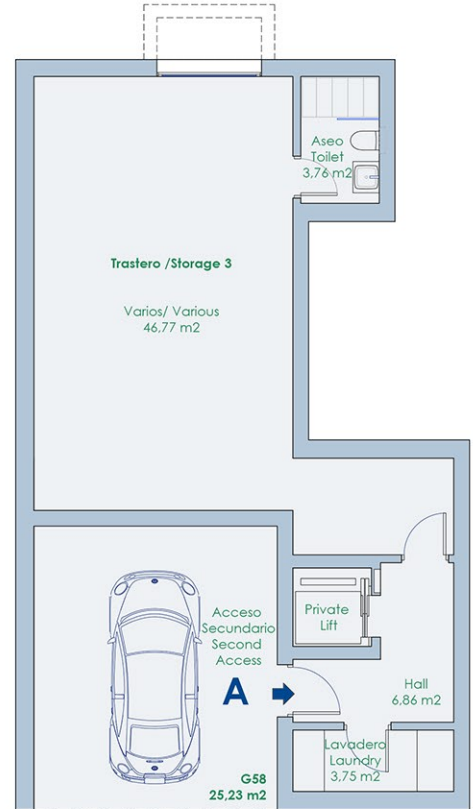 Aseo
Toilet
3,76 m2
Trastero /Storage 3
Varios/ Various
46,77 m2
Acceso
Secundario
Second
Access
A
Private
Lift
Hall
6,86 m2
Lavadero
Laundry
3,75 m2
G58
25,23 m2